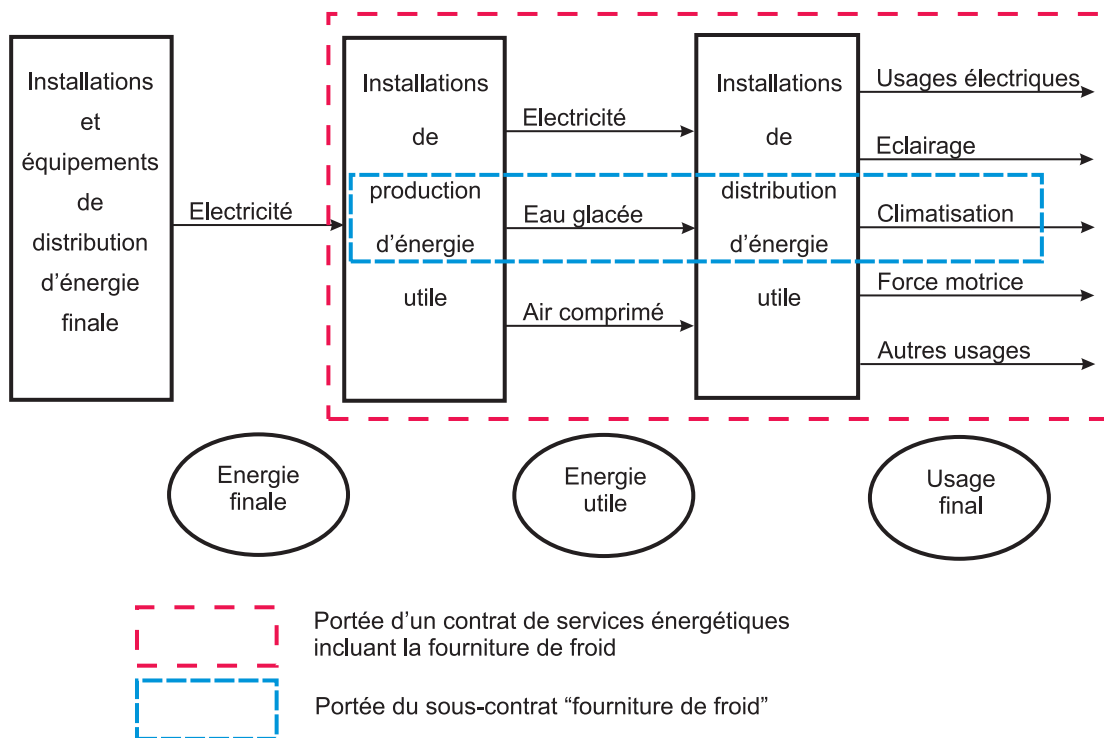 Installations
et
équipements
de
distribution
d’énergie
finale
Electricité
Installations
de
production
d’énergie
utile
Electricité
Eau glacée
Air comprimé
Installations
de
distribution
d’énergie
utile
Usages électriques
Eclairage
Climatisation
Force motrice
Autres usages
Energie
finale
Energie
utile
Usage
final
Portée d’un contrat de services énergétiques
incluant la fourniture de froid
Portée du sous-contrat “fourniture de froid”